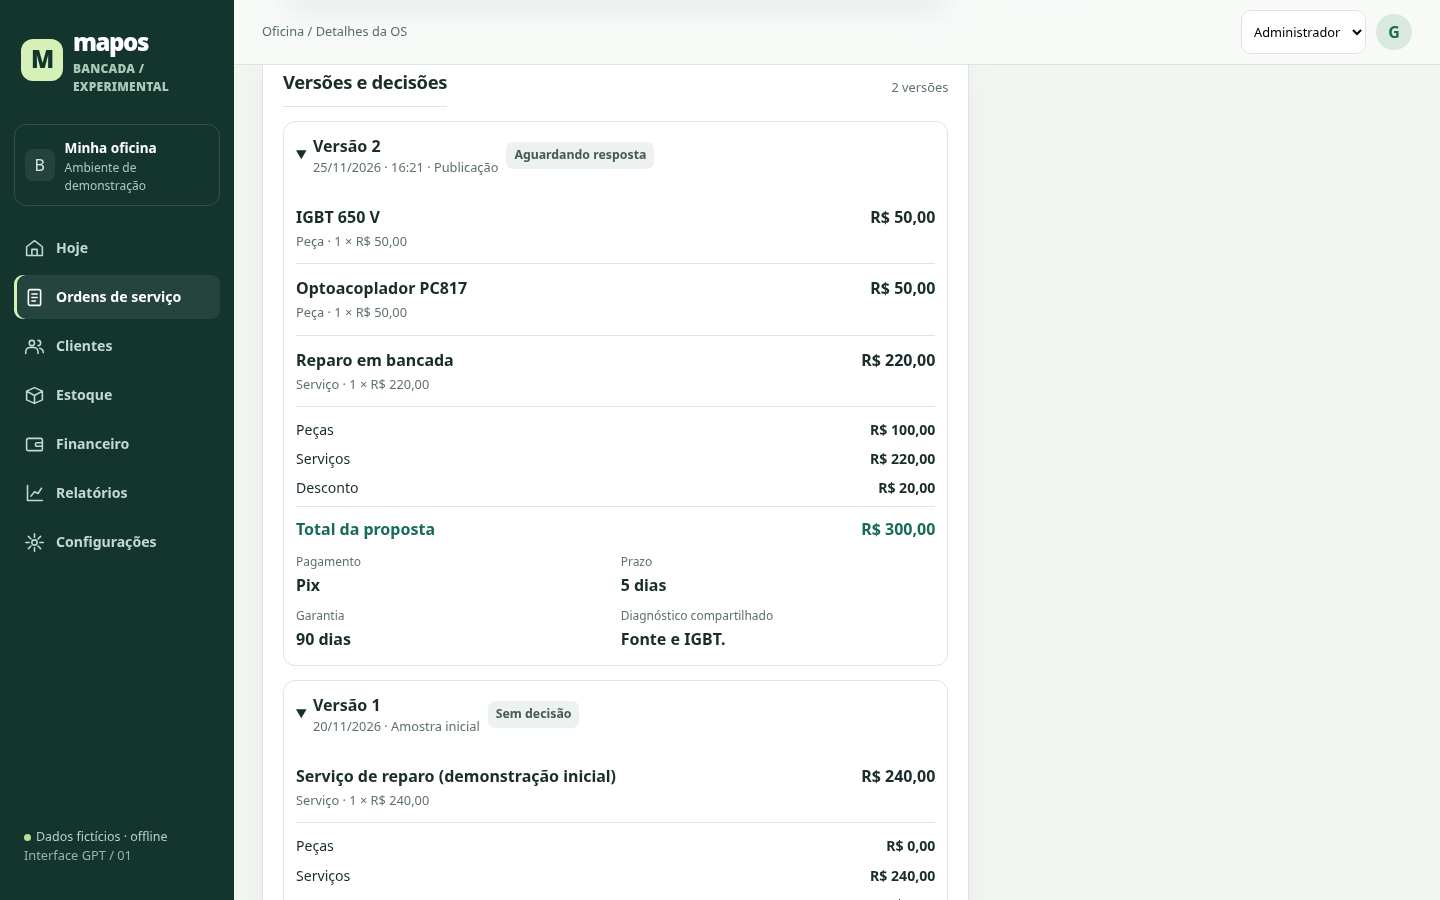 M
mapos
BANCADA /
EXPERIMENTAL
B
Minha oficina
Ambiente de
demonstração
Hoje
Ordens de serviço
Clientes
Estoque
Financeiro
Relatórios
Configurações
Dados fictícios · offline
Interface GPT / 01
Oficina / Detalhes da OS
Administrador
G
Versões e decisões
2 versões
Versão 2
25/11/2026 · 16:21 · Publicação
Aguardando resposta
IGBT 650 V R$ 50,00
Peça · 1 × R$ 50,00
Optoacoplador PC817 R$ 50,00
Peça · 1 × R$ 50,00
Reparo em bancada R$ 220,00
Serviço · 1 × R$ 220,00
Peças R$ 100,00
Serviços R$ 220,00
Desconto R$ 20,00
Total da proposta R$ 300,00
Pagamento Prazo
Pix 5 dias
Garantia Diagnóstico compartilhado
90 dias Fonte e IGBT.
Versão 1
20/11/2026 · Amostra inicial
Sem decisão
Serviço de reparo (demonstração inicial) R$ 240,00
Serviço · 1 × R$ 240,00
Peças R$ 0,00
Serviços R$ 240,00